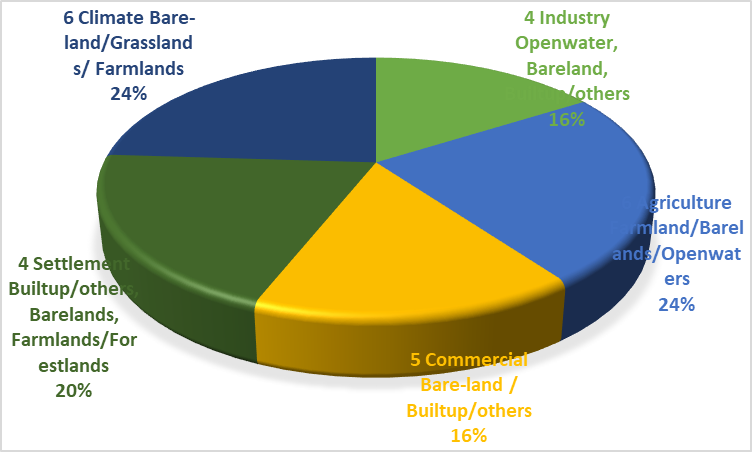 6 Climate Bare-
land/Grassland
s/ Farmlands
24%
4 Industry
Openwater,
Bareland,
/others
16%
Agriculture
Farmland/Barel
ands/Openwat
ers
24%
5 Commercial
Bare-land /
Builtup/others
16%
4 Settlement
Builtup/others,
Barelands,
Farmlands/For
estlands
20%